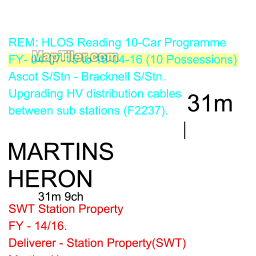 REM: HLOS Reading 10-Car Programme
FY- 04-16 (10 Possessions)
MapTiler.com
Ascot S/Stn - Bracknell S/Stn.
Upgrading HV distribution cables
between sub stations (F2237).
31m
MARTINS
HERON
31m 9ch
SWT Station Property
FY - 14/16.
Deliverer - Station Property(SWT)